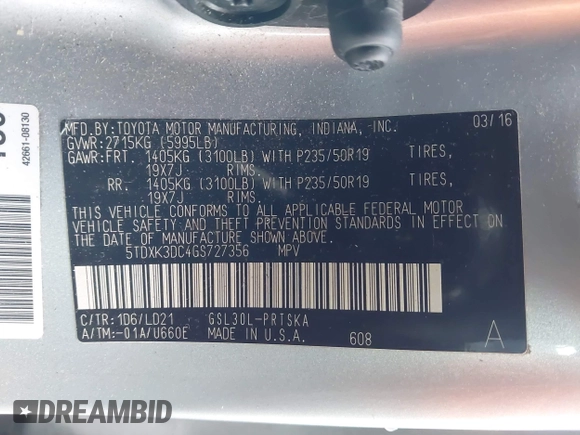 MFD.BY:TOYOTA MOTOR MANUFACTURING, INDIANA, INC. 03/16
GVWR:2715KG (5995LB)
GAWR:FRT. 1405KG (3100LB) WITH P235/50R19 TIRES,
19X7J RIMS.
RR. 1405KG (3100LB) WITH P235/50R19 TIRES,
19X7J RIMS.
THIS VEHICLE CONFORMS TO ALL APPLICABLE FEDERAL MOTOR
VEHICLE SAFETY AND THEFT PREVENTION STANDARDS IN EFFECT ON
THE DATE OF MANUFACTURE SHOWN ABOVE.
5TDXK3DC4GS727356 MPV
C/TR:1D6/LD21 GSL30L-PRTSKA
A/TM:-01A/U660E MADE IN U.S.A. 608 A
42661-08130
DREAMBID